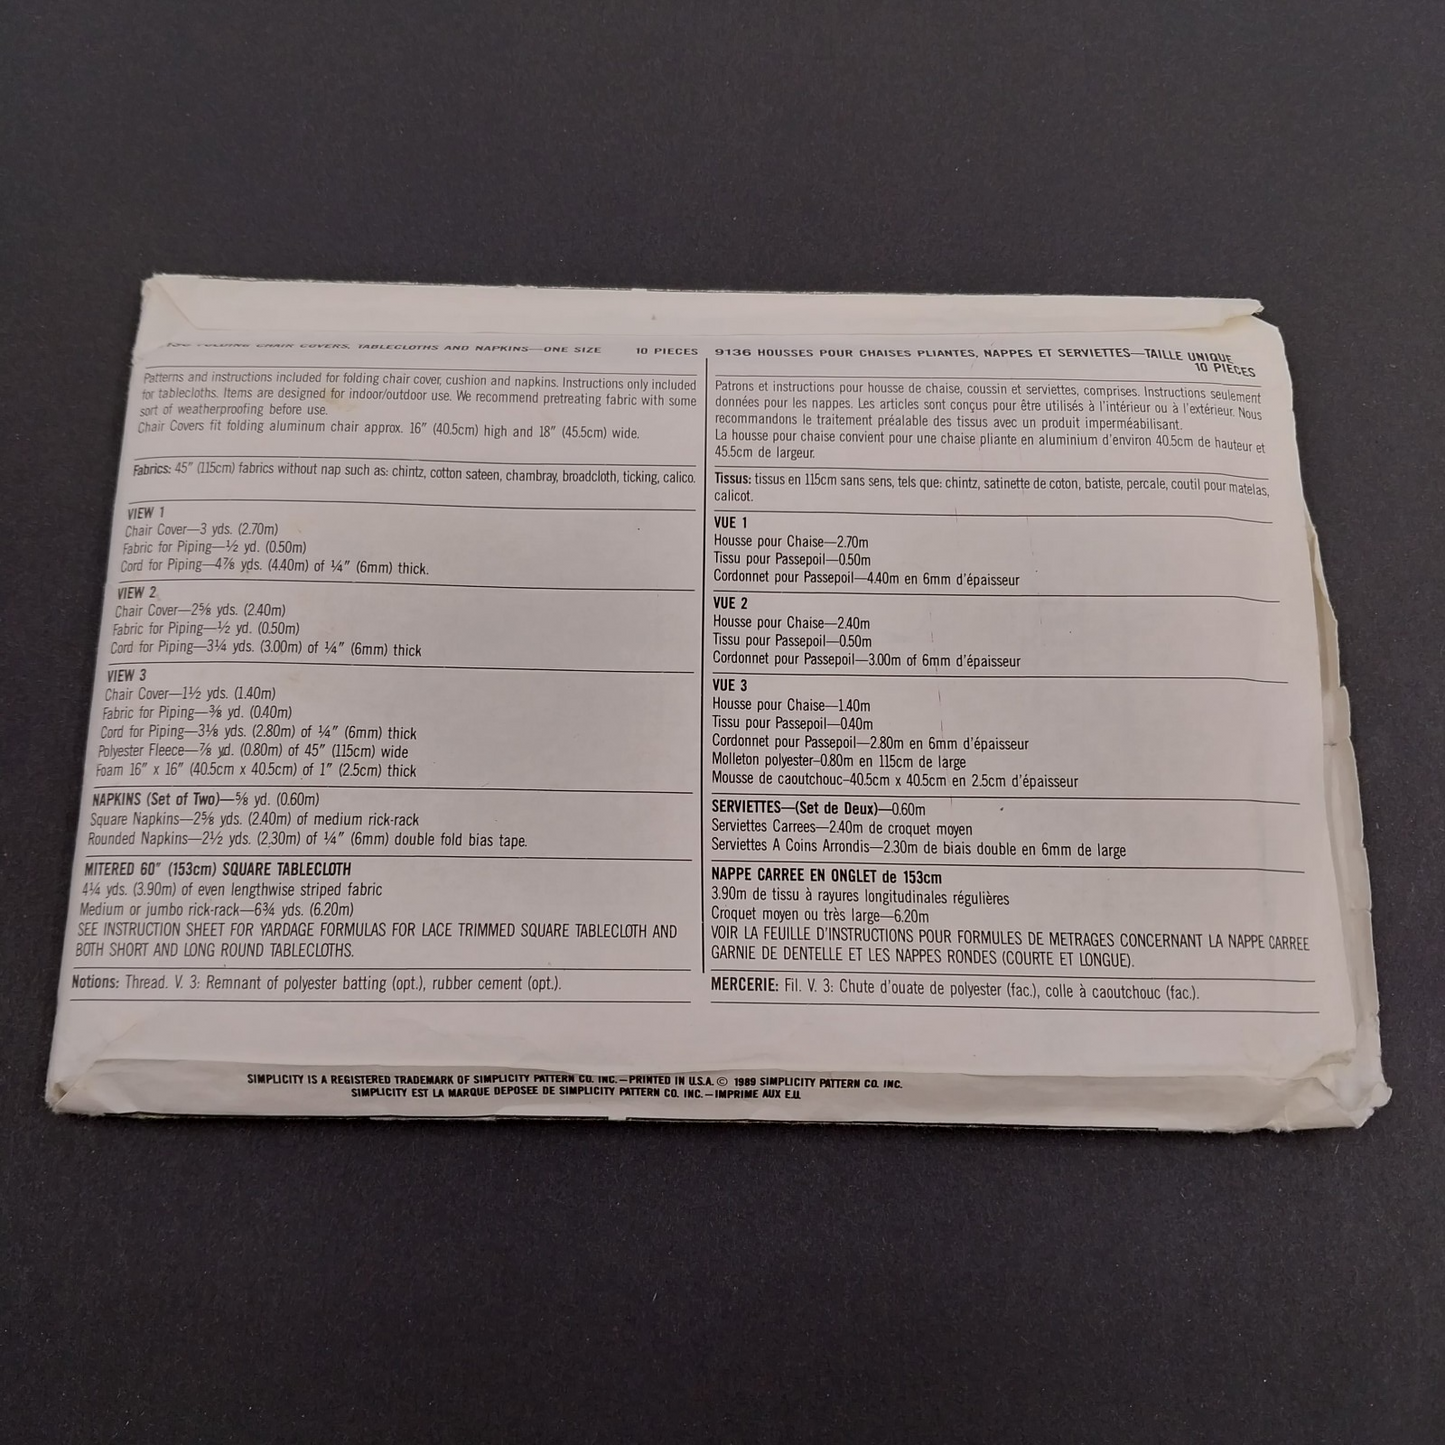 FOLDING CHAIR COVERS, TABLECLOTHS AND NAPKINS—ONE SIZE 10 PIECES
Patterns and instructions included for folding chair cover, cushion and napkins. Instructions only included
for tablecloths. Items are designed for indoor/outdoor use. We recommend pretreating fabric with some
sort of weatherproofing before use.
Chair Covers fit folding aluminum chair approx. 16" (40.5cm) high and 18" (45.5cm) wide.
Fabrics: 45" (115cm) fabrics without nap such as: chintz, cotton sateen, chambray, broadcloth, ticking, calico.
VIEW 1
Chair Cover—3 yds. (2.70m)
Fabric for Piping—½ yd. (0.50m)
Cord for Piping—4⅞ yds. (4.40m) of ¼" (6mm) thick.
VIEW 2
Chair Cover—2⅝ yds. (2.40m)
Fabric for Piping—½ yd. (0.50m)
Cord for Piping—3¼ yds. (3.00m) of ¼" (6mm) thick
VIEW 3
Chair Cover—1½ yds. (1.40m)
Fabric for Piping—⅜ yd. (0.40m)
Cord for Piping—3⅛ yds. (2.80m) of ¼" (6mm) thick
Polyester Fleece—⅞ yd. (0.80m) of 45" (115cm) wide
Foam 16" x 16" (40.5cm x 40.5cm) of 1" (2.5cm) thick
NAPKINS (Set of Two)—⅝ yd. (0.60m)
Square Napkins—2⅝ yds. (2.40m) of medium rick-rack
Rounded Napkins—2½ yds. (2.30m) of ¼" (6mm) double fold bias tape.
MITERED 60" (153cm) SQUARE TABLECLOTH
4¼ yds. (3.90m) of even lengthwise striped fabric
Medium or jumbo rick-rack—6¾ yds. (6.20m)
SEE INSTRUCTION SHEET FOR YARDAGE FORMULAS FOR LACE TRIMMED SQUARE TABLECLOTH AND
BOTH SHORT AND LONG ROUND TABLECLOTHS.
Notions: Thread. V. 3: Remnant of polyester batting (opt.), rubber cement (opt.).
9136 HOUSSES POUR CHAISES PLIANTES, NAPPES ET SERVIETTES—TAILLE UNIQUE
10 PIECES
Patrons et instructions pour housse de chaise, coussin et serviettes, comprises. Instructions seulement
données pour les nappes. Les articles sont conçus pour être utilisés à l'intérieur ou à l'extérieur. Nous
recommandons le traitement préalable des tissus avec un produit imperméabilisant.
La housse pour chaise convient pour une chaise pliante en aluminium d'environ 40.5cm de hauteur et
45.5cm de largeur.
Tissus: tissus en 115cm sans sens, tels que: chintz, satinette de coton, batiste, percale, coutil pour matelas,
calicot.
VUE 1
Housse pour Chaise—2.70m
Tissu pour Passepoil—0.50m
Cordonnet pour Passepoil—4.40m en 6mm d'épaisseur
VUE 2
Housse pour Chaise—2.40m
Tissu pour Passepoil—0.50m
Cordonnet pour Passepoil—3.00m of 6mm d'épaisseur
VUE 3
Housse pour Chaise—1.40m
Tissu pour Passepoil—0.40m
Cordonnet pour Passepoil—2.80m en 6mm d'épaisseur
Molleton polyester—0.80m en 115cm de large
Mousse de caoutchouc—40.5cm x 40.5cm en 2.5cm d'épaisseur
SERVIETTES—(Set de Deux)—0.60m
Serviettes Carrees—2.40m de croquet moyen
Serviettes A Coins Arrondis—2.30m de biais double en 6mm de large
NAPPE CARREE EN ONGLET de 153cm
3.90m de tissu à rayures longitudinales régulières
Croquet moyen ou très large—6.20m
VOIR LA FEUILLE D'INSTRUCTIONS POUR FORMULES DE METRAGES CONCERNANT LA NAPPE CARREE
GARNIE DE DENTELLE ET LES NAPPES RONDES (COURTE ET LONGUE).
MERCERIE: Fil. V. 3: Chute d'ouate de polyester (fac.), colle à caoutchouc (fac.).
SIMPLICITY IS A REGISTERED TRADEMARK OF SIMPLICITY PATTERN CO. INC.—PRINTED IN U.S.A. © 1989 SIMPLICITY PATTERN CO. INC.
SIMPLICITY EST LA MARQUE DEPOSEE DE SIMPLICITY PATTERN CO. INC.—IMPRIME AUX E.U.